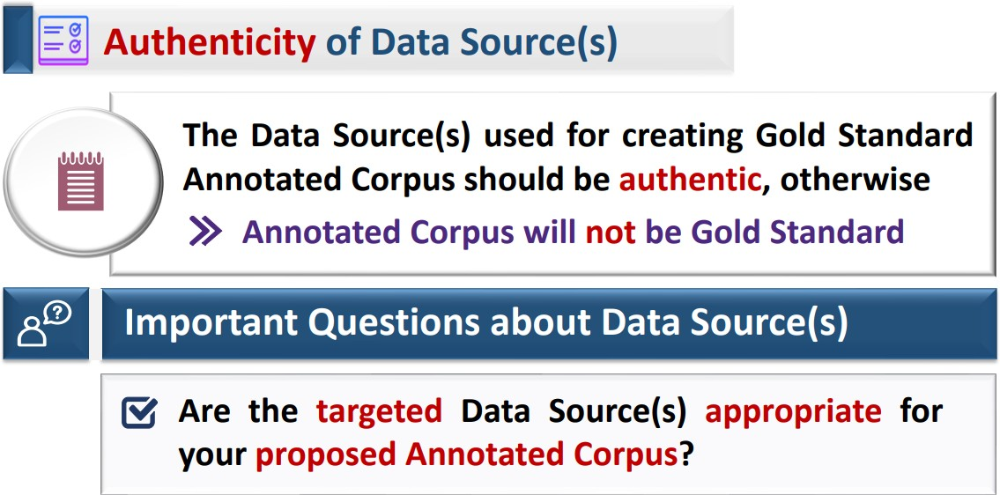 Authenticity of Data Source(s)
The Data Source(s) used for creating Gold Standard
Annotated Corpus should be authentic, otherwise
Annotated Corpus will not be Gold Standard
Important Questions about Data Source(s)
Are the targeted Data Source(s) appropriate for
your proposed Annotated Corpus?